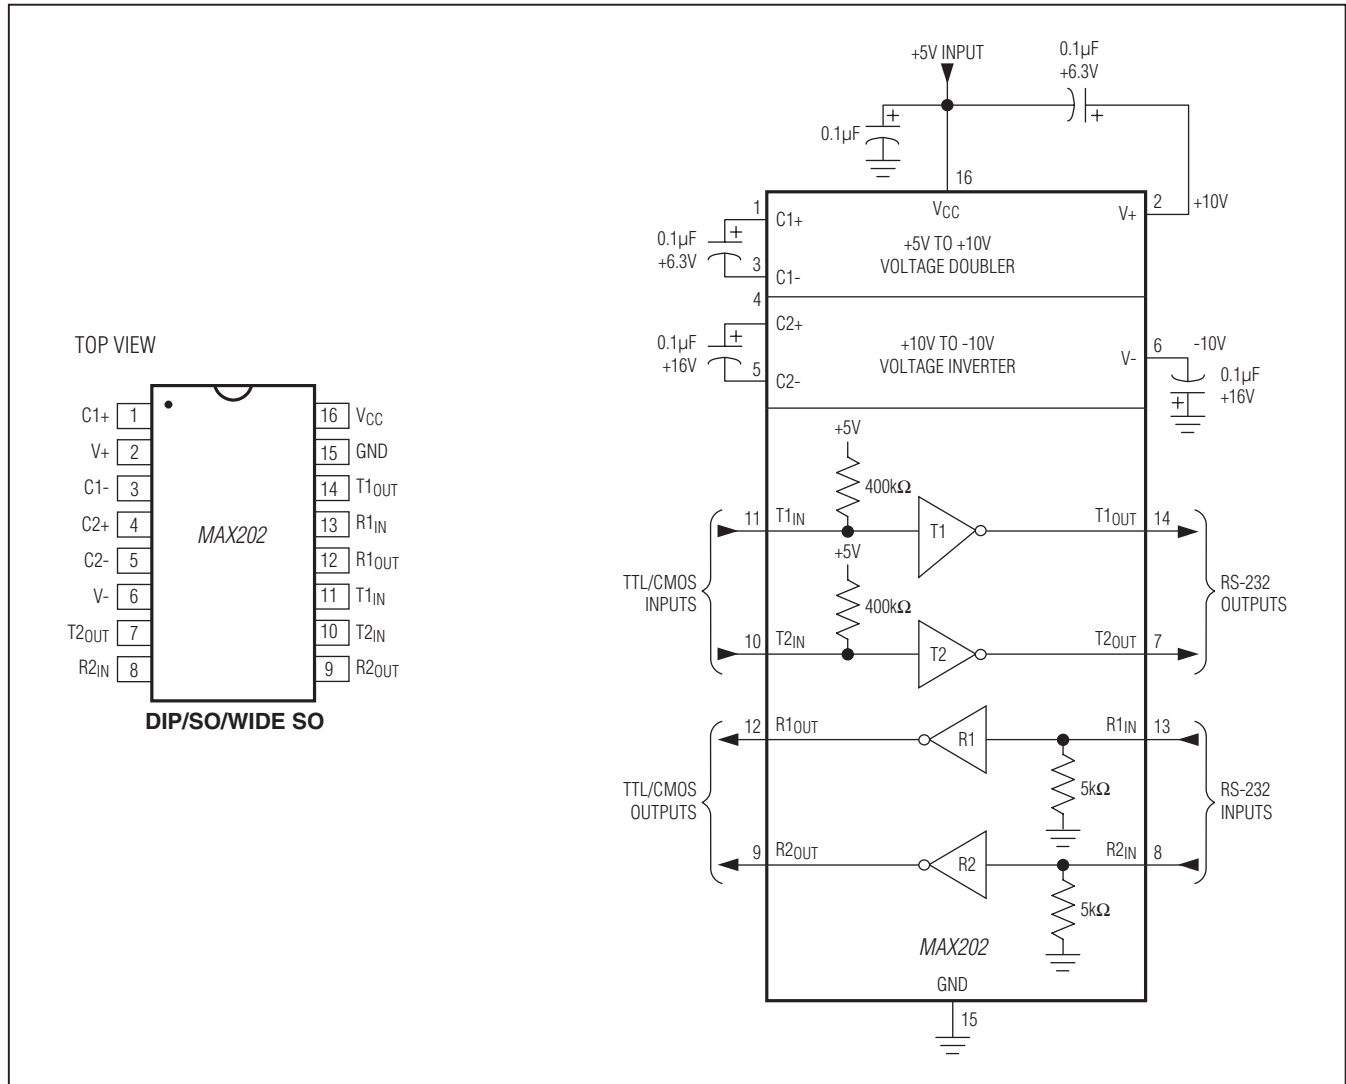 TOP VIEW
C1+ 1
V+ 2
C1- 3
C2+ 4
C2- 5
V- 6
T2OUT 7
R2IN 8
MAX202
16 VCC
15 GND
14 T1OUT
13 R1IN
12 R1OUT
11 T1IN
10 T2IN
9 R2OUT
DIP/SO/WIDE SO
+5V INPUT
0.1µF
+6.3V
+
0.1µF
+
16
VCC
1
C1+
0.1µF
+6.3V
+
3
C1-
+5V TO +10V
VOLTAGE DOUBLER
V+
2
+10V
4
C2+
0.1µF
+16V
+
5
C2-
+10V TO -10V
VOLTAGE INVERTER
V-
6
-10V
0.1µF
+16V
+
+5V
400kΩ
11
T1IN
T1
T1OUT
14
+5V
400kΩ
TTL/CMOS
INPUTS
RS-232
OUTPUTS
10
T2IN
T2
T2OUT
7
12
R1OUT
R1
R1IN
13
5kΩ
TTL/CMOS
OUTPUTS
RS-232
INPUTS
9
R2OUT
R2
R2IN
8
5kΩ
MAX202
GND
15